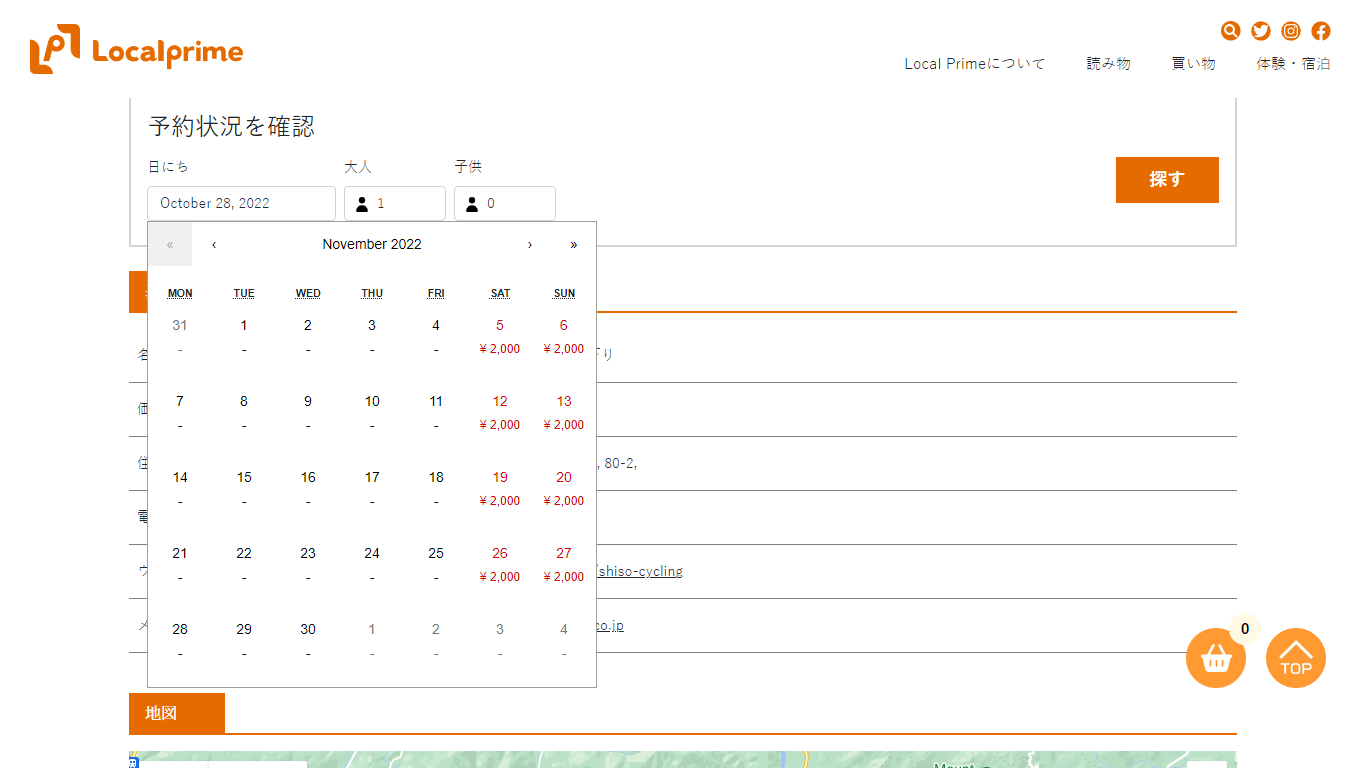 Localprime
Local Primeについて 読み物 買い物 体験・宿泊
予約状況を確認
日にち 大人 子供
October 28, 2022 1 0
探す
« ‹ November 2022 › »
MON TUE WED THU FRI SAT SUN
31 1 2 3 4 5 6
- - - - - ¥ 2,000 ¥ 2,000
7 8 9 10 11 12 13
- - - - - ¥ 2,000 ¥ 2,000
14 15 16 17 18 19 20
- - - - - ¥ 2,000 ¥ 2,000
21 22 23 24 25 26 27
- - - - - ¥ 2,000 ¥ 2,000
28 29 30 1 2 3 4
- - - - - - -
名
り
価
住
, 80-2,
電
ウ
/shiso-cycling
メ
co.jp
0
TOP
地図